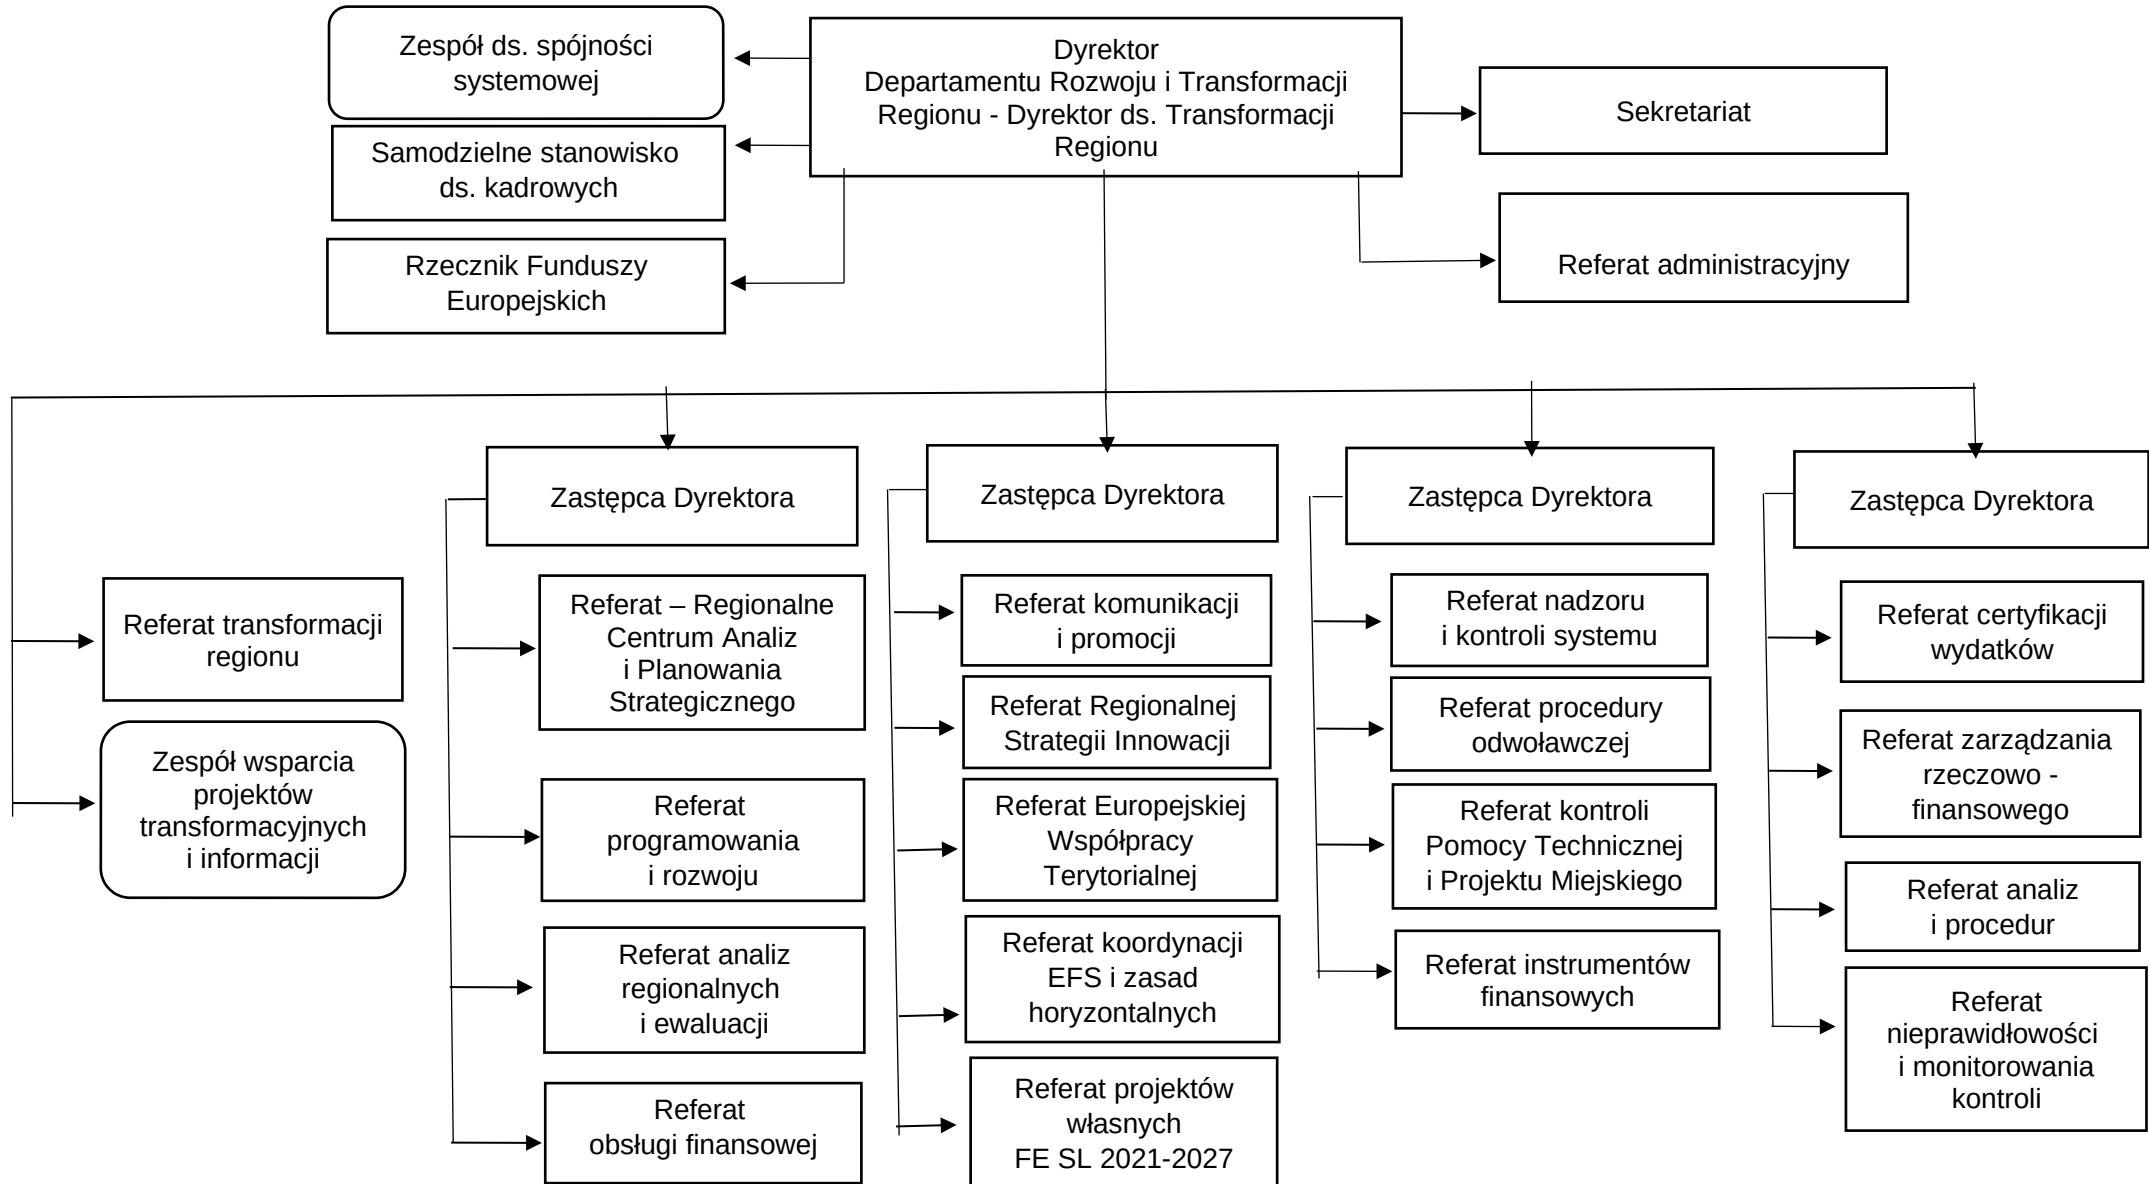 Zespół ds. spójności
systemowej
Dyrektor
Departamentu Rozwoju i Transformacji
Regionu - Dyrektor ds. Transformacji
Regionu
Sekretariat
Samodzielne stanowisko
ds. kadrowych
Rzecznik Funduszy
Europejskich
Referat administracyjny
Referat transformacji
regionu
Zespół wsparcia
projektów
transformacyjnych
i informacji
Zastępca Dyrektora
Referat – Regionalne
Centrum Analiz
i Planowania
Strategicznego
Referat
programowania
i rozwoju
Referat analiz
regionalnych
i ewaluacji
Referat
obsługi finansowej
Zastępca Dyrektora
Referat komunikacji
i promocji
Referat Regionalnej
Strategii Innowacji
Referat Europejskiej
Współpracy
Terytorialnej
Referat koordynacji
EFS i zasad
horyzontalnych
Referat projektów
własnych
FE SL 2021-2027
Zastępca Dyrektora
Referat nadzoru
i kontroli systemu
Referat procedury
odwoławczej
Referat kontroli
Pomocy Technicznej
i Projektu Miejskiego
Referat instrumentów
finansowych
Zastępca Dyrektora
Referat certyfikacji
wydatków
Referat zarządzania
rzeczowo -
finansowego
Referat analiz
i procedur
Referat
nieprawidłowości
i monitorowania
kontroli